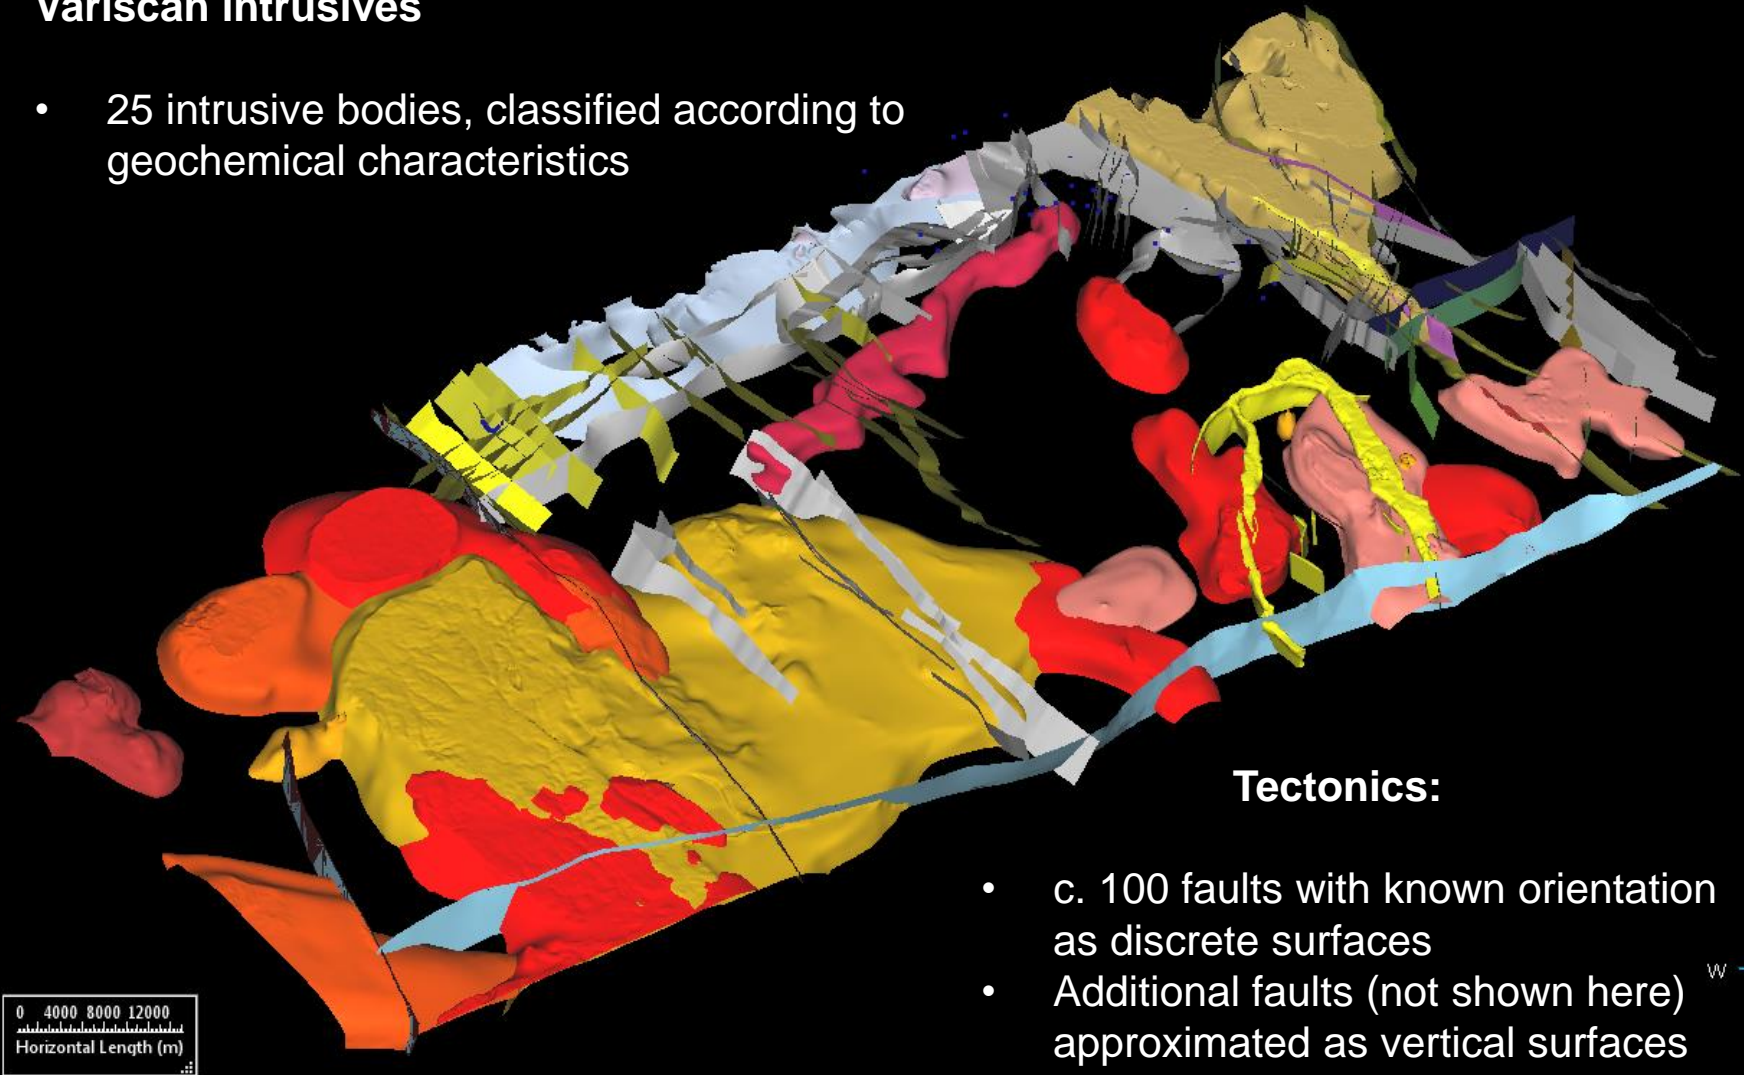 Variscan Intrusives
• 25 intrusive bodies, classified according to
geochemical characteristics
Tectonics:
• c. 100 faults with known orientation
as discrete surfaces
• Additional faults (not shown here)
approximated as vertical surfaces
W
0 4000 8000 12000
Horizontal Length (m)